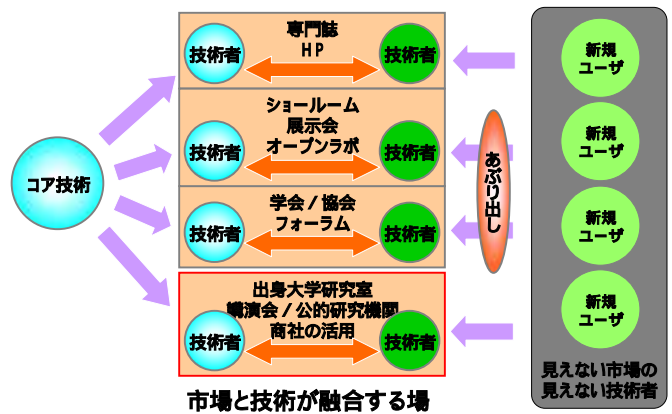 コア技術
専門誌
HP
技術者
技術者
ショールーム
展示会
オープンラボ
技術者
技術者
学会/協会
フォーラム
技術者
技術者
出身大学研究室
講演会/公的研究機関
商社の活用
技術者
技術者
市場と技術が融合する場
あぶり出し
新規
ユーザ
新規
ユーザ
新規
ユーザ
新規
ユーザ
見えない市場の
見えない技術者